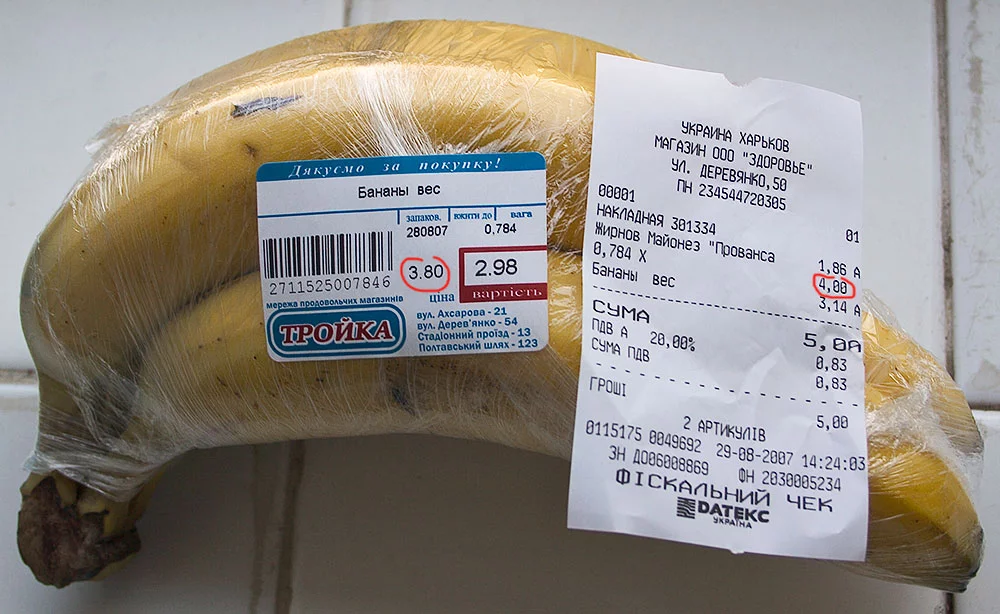 Дякуємо за покупку!
Бананы вес
запаков. вжити до вага
280807 0,784
2711525007846
3.80 2.98
ціна вартість
мережа продовольчих магазинів
ТРОЙКА
вул. Ахсарова - 21
вул. Дерев'янко - 54
Стадіонний проїзд - 13
Полтавський шлях - 123
УКРАИНА ХАРЬКОВ
МАГАЗИН ООО "ЗДОРОВЬЕ"
УЛ. ДЕРЕВЯНКО,50
ПН 234544720305
00001 01
НАКЛАДНАЯ 301334
Жирнов Майонез "Прованса 1,86 А
0,784 X 4,00
Бананы вес 3,14 А
СУМА 5,0А
ПДВ А 20,00% 0,83
СУМА ПДВ 0,83
ГРОШІ 5,00
2 АРТИКУЛІВ
0115175 0049692 29-08-2007 14:24:03
ЗН ДО06008869 ФН 2030005234
ФІСКАЛЬНИЙ ЧЕК
DATEКС
УКРАЇНА